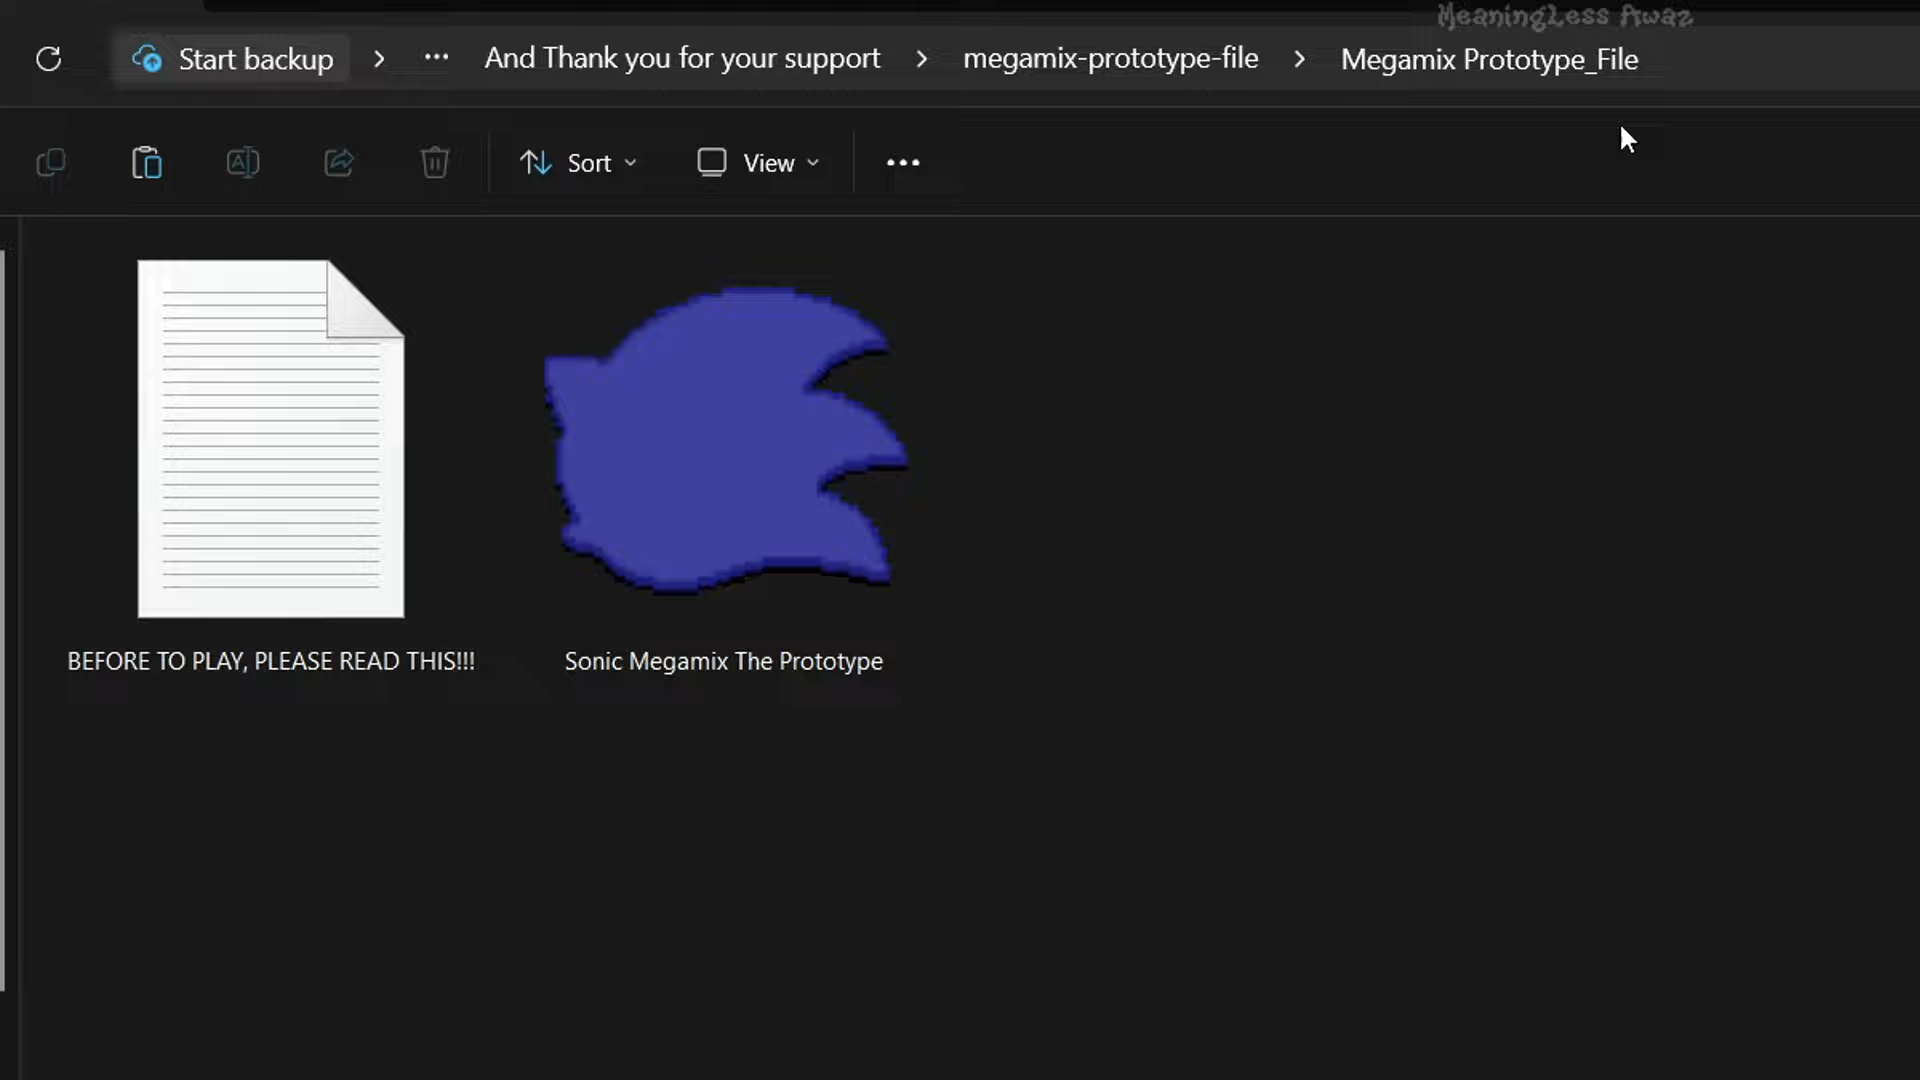 MeaningLess Awaz
Start backup > ... And Thank you for your support > megamix-prototype-file > Megamix Prototype_File
Sort View ...
BEFORE TO PLAY, PLEASE READ THIS!!! Sonic Megamix The Prototype